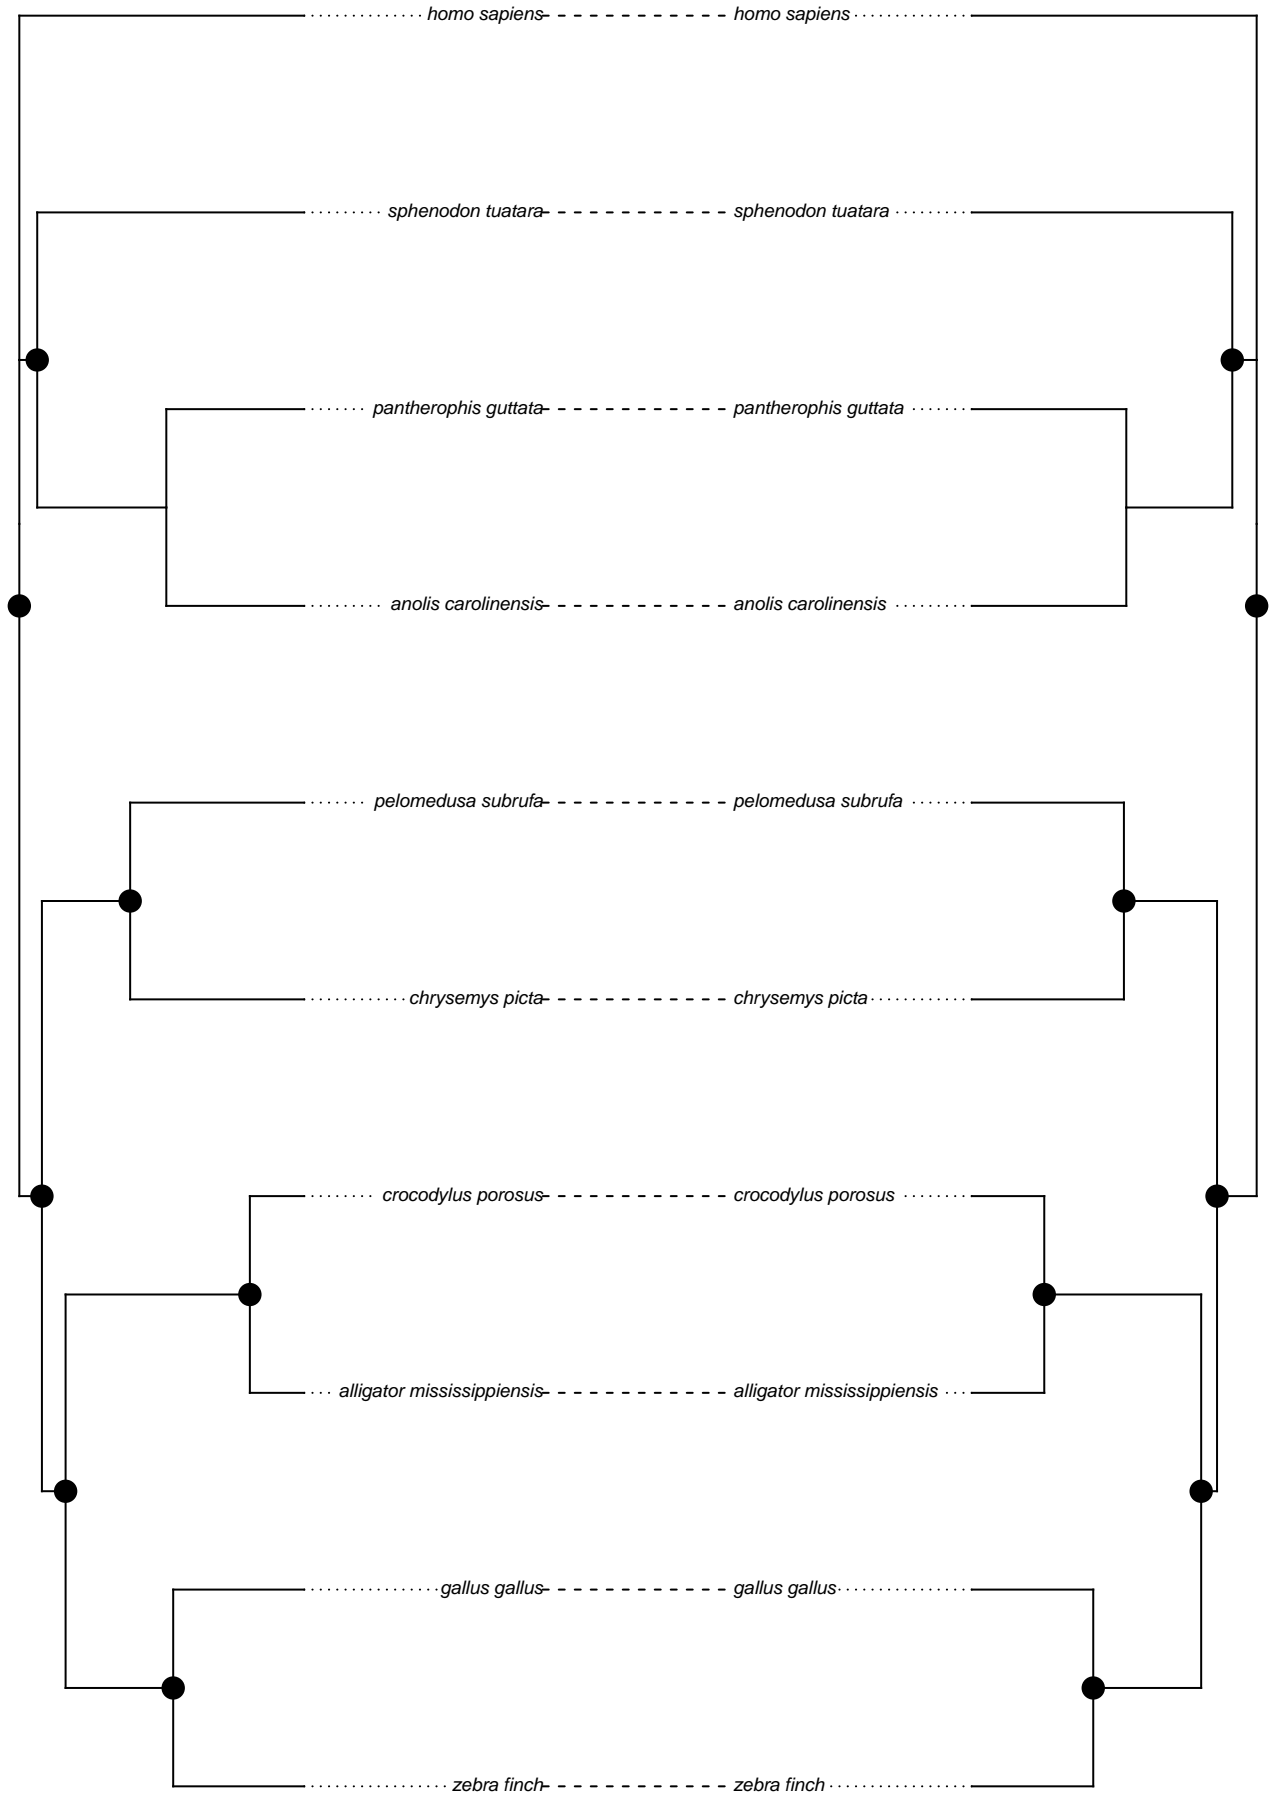 homo sapiens homo sapiens
sphenodon tuatara sphenodon tuatara
pantherophis guttata pantherophis guttata
anolis carolinensis anolis carolinensis
pelomedusa subrufa pelomedusa subrufa
chrysemys picta chrysemys picta
crocodylus porosus crocodylus porosus
alligator mississippiensis alligator mississippiensis
gallus gallus gallus gallus
zebra finch zebra finch